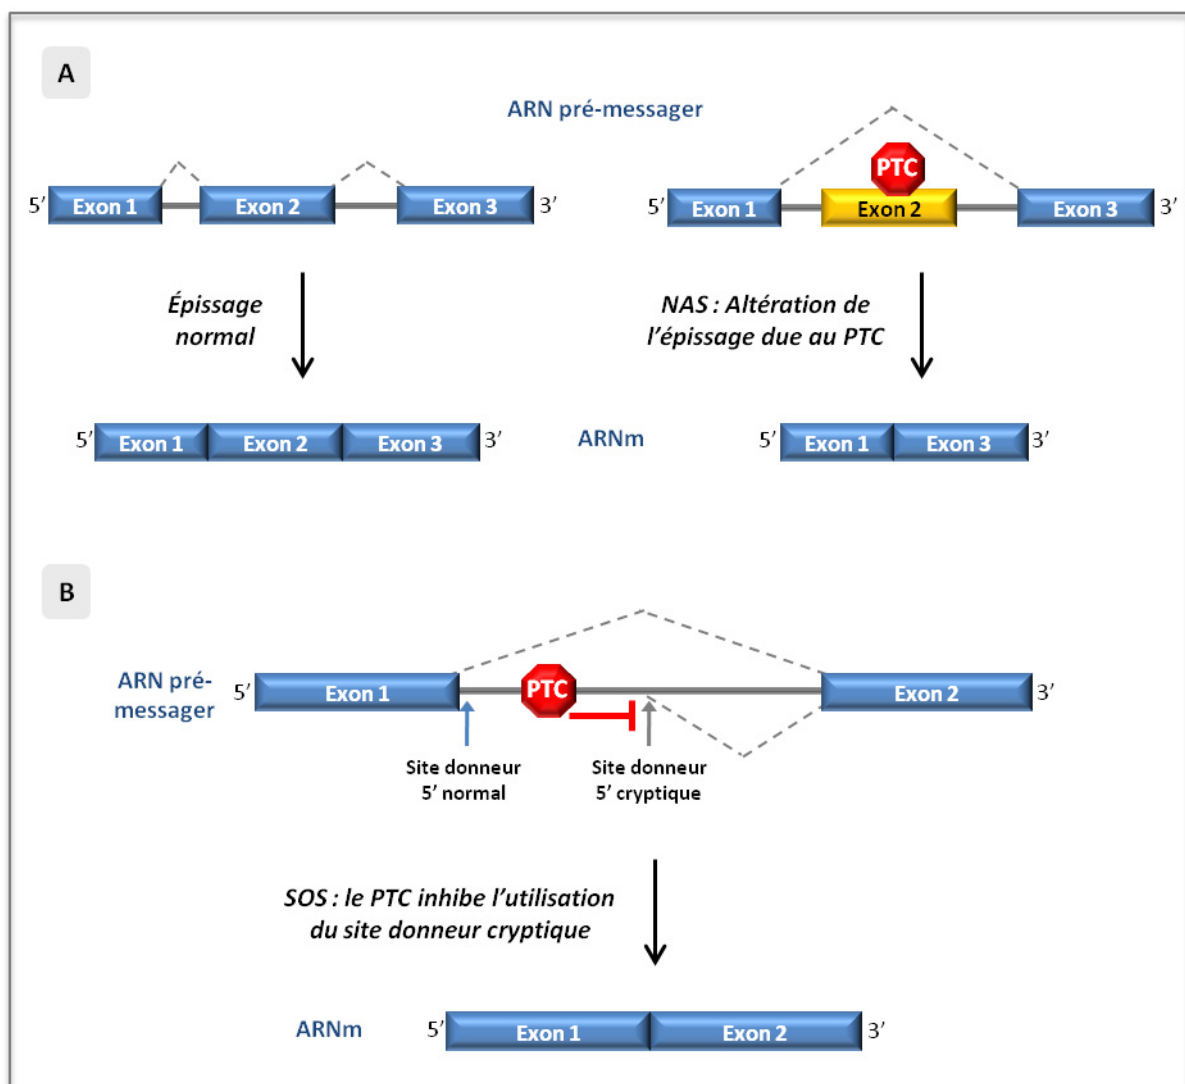 A
ARN pré-messager
PTC
5’ Exon 1 Exon 2 Exon 3 3’
5’ Exon 1 Exon 2 Exon 3 3’
Épissage
normal
NAS : Altération de
l’épissage due au PTC
5’ Exon 1 Exon 2 Exon 3 3’
ARNm
5’ Exon 1 Exon 3 3’
B
ARN pré-
messager
5’ Exon 1 PTC Exon 2 3’
Site donneur
5’ normal
Site donneur
5’ cryptique
SOS : le PTC inhibe l’utilisation
du site donneur cryptique
ARNm
5’ Exon 1 Exon 2 3’